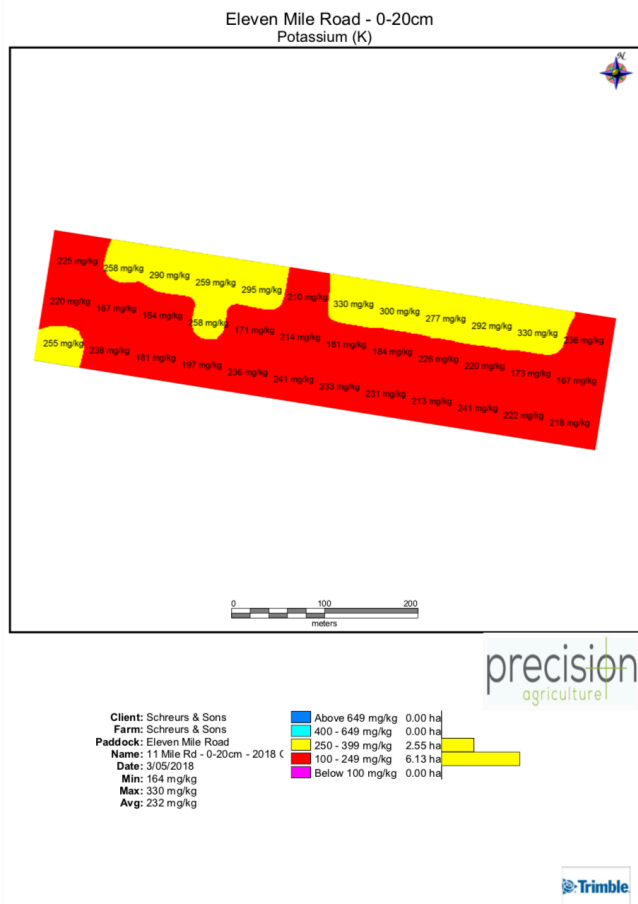 Eleven Mile Road - 0-20cm
Potassium (K)
N
225 mg/kg
258 mg/kg
290 mg/kg
259 mg/kg
295 mg/kg
210 mg/kg
330 mg/kg
300 mg/kg
277 mg/kg
292 mg/kg
330 mg/kg
238 mg/kg
220 mg/kg
167 mg/kg
164 mg/kg
258 mg/kg
171 mg/kg
214 mg/kg
181 mg/kg
184 mg/kg
226 mg/kg
220 mg/kg
173 mg/kg
167 mg/kg
255 mg/kg
236 mg/kg
181 mg/kg
197 mg/kg
236 mg/kg
241 mg/kg
233 mg/kg
231 mg/kg
213 mg/kg
241 mg/kg
222 mg/kg
218 mg/kg
0 100 200
meters
precision
agriculture
Client: Schreurs & Sons
Farm: Schreurs & Sons
Paddock: Eleven Mile Road
Name: 11 Mile Rd - 0-20cm - 2018 C
Date: 3/05/2018
Min: 164 mg/kg
Max: 330 mg/kg
Avg: 232 mg/kg
Above 649 mg/kg 0.00 ha
400 - 649 mg/kg 0.00 ha
250 - 399 mg/kg 2.55 ha
100 - 249 mg/kg 6.13 ha
Below 100 mg/kg 0.00 ha
Trimble